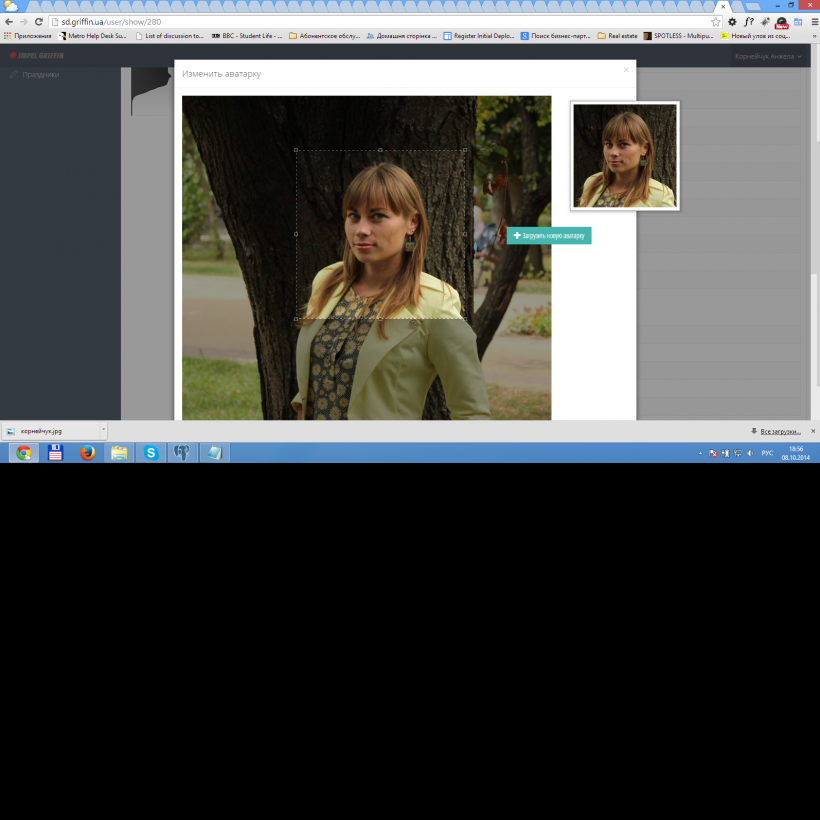 sd.griffin.ua/user/show/280
Приложения
Metro Help Desk Su...
List of discussion to...
BBC - Student Life - ...
Абонентское обслу...
Домашня сторінка ...
Register Initial Deplo...
Поиск бизнес-парт...
Real estate
SPOTLESS - Multipu...
Новый улов из соц...
»
IMPEL GRIFFIN
Корнейчук Анжела
Праздники
Изменить аватарку
Загрузить новую аватарку
корнейчук.jpg
Все загрузки...
РУС
18:56
08.10.2014